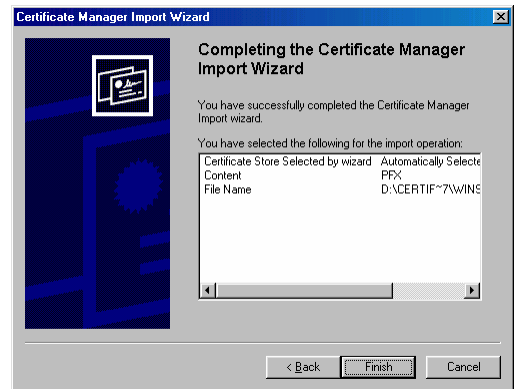 Certificate Manager Import Wizard
Completing the Certificate Manager
Import Wizard
You have successfully completed the Certificate Manager
Import wizard.
You have selected the following for the import operation:
Certificate Store Selected by wizard Automatically Selecte
Content PFX
File Name D:\CERTIF~7\WINS
< Back Finish Cancel